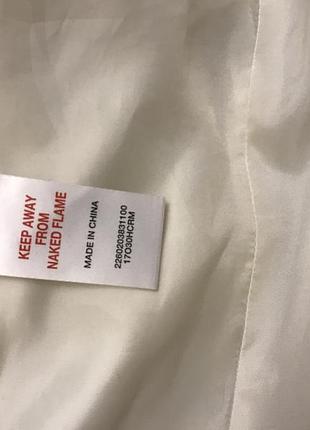 KEEP AWAY
FROM
NAKED FLAME
MADE IN CHINA
2260203831100
17O30HCRM